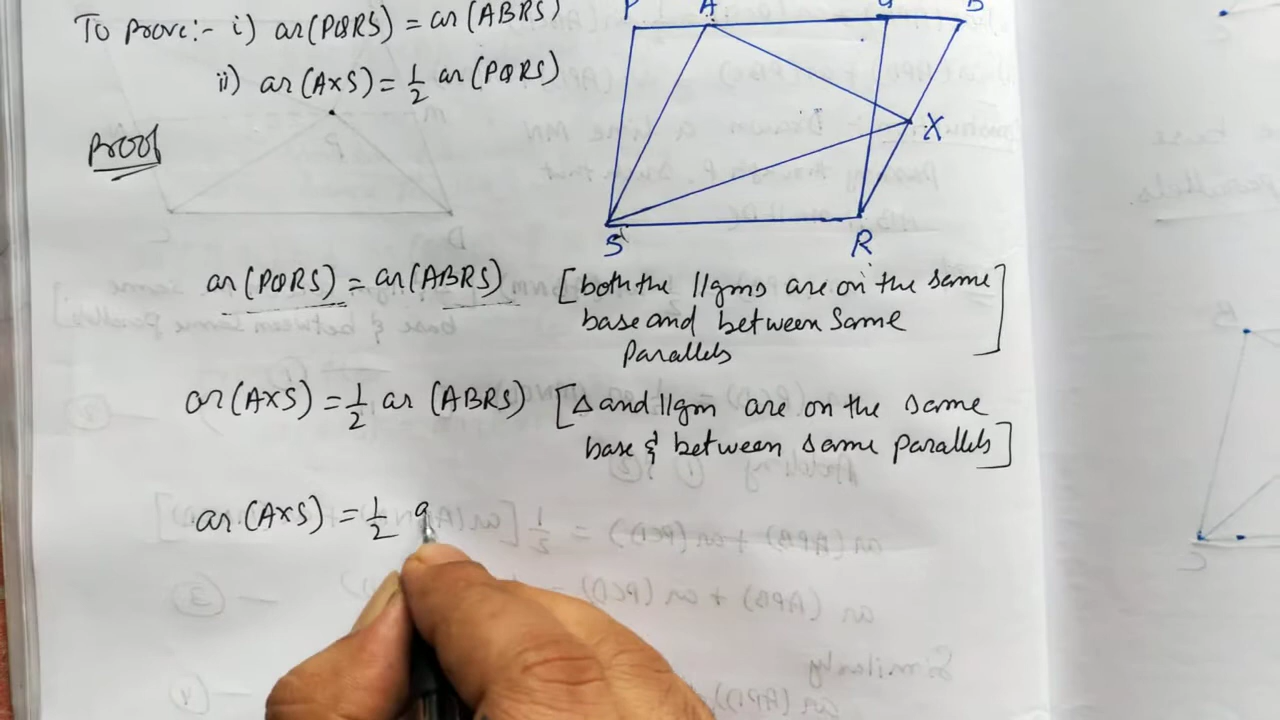 To prove:- i) ar(PQRS) = ar(ABRS)
ii) ar(AXS) = 1/2 ar(PQRS)
Proof
P A Q B
X
S R
ar(PQRS) = ar(ABRS) [both the ||gms are on the same
base and between same
parallels]
ar(AXS) = 1/2 ar (ABRS) [Δ and ||gm are on the same
base & between same parallels]
ar.(AXS) = 1/2 a